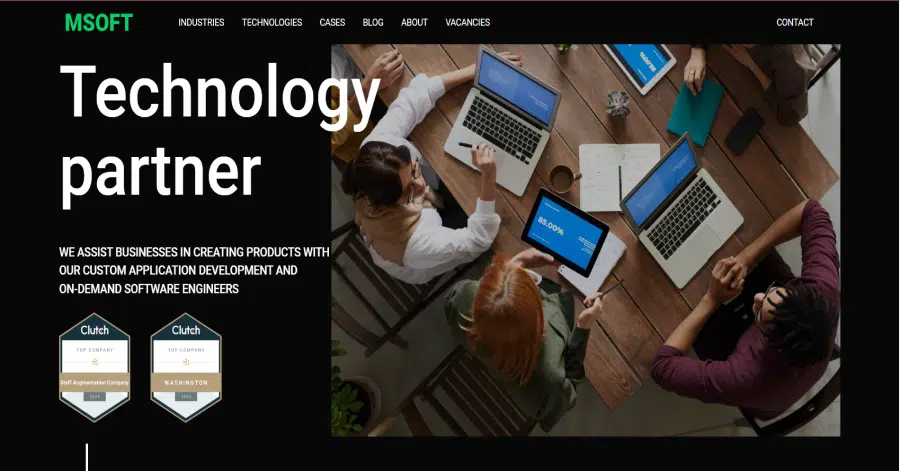 MSOFT
INDUSTRIES TECHNOLOGIES CASES BLOG ABOUT VACANCIES CONTACT
Technology
partner
WE ASSIST BUSINESSES IN CREATING PRODUCTS WITH
OUR CUSTOM APPLICATION DEVELOPMENT AND
ON-DEMAND SOFTWARE ENGINEERS
Clutch Clutch
TOP COMPANY TOP COMPANY
Staff Augmentation Company WASHINGTON
85.00%